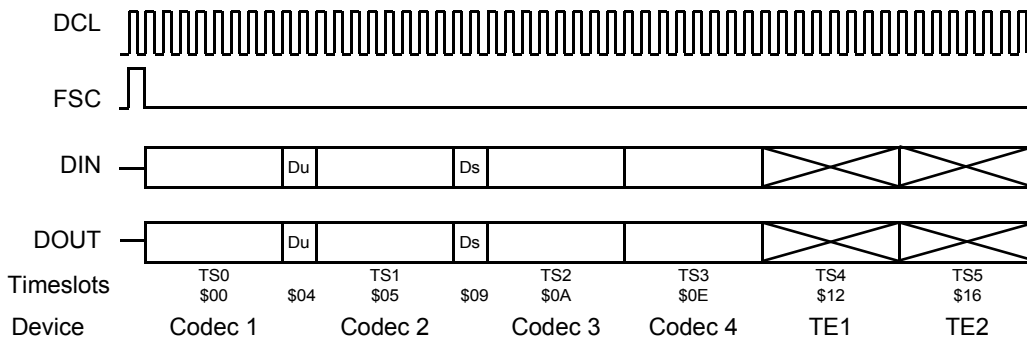 DCL
FSC
DIN Du Ds
DOUT Du Ds
Timeslots TS0 TS1 TS2 TS3 TS4 TS5
$00 $04 $05 $09 $0A $0E $12 $16
Device Codec 1 Codec 2 Codec 3 Codec 4 TE1 TE2